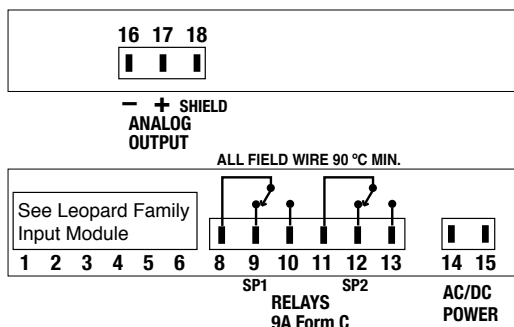 16 17 18
− + SHIELD
ANALOG
OUTPUT
ALL FIELD WIRE 90 ºC MIN.
See Leopard Family
Input Module
1 2 3 4 5 6 8 9 10 11 12 13 14 15
SP1 SP2
RELAYS
9A Form C
AC/DC
POWER